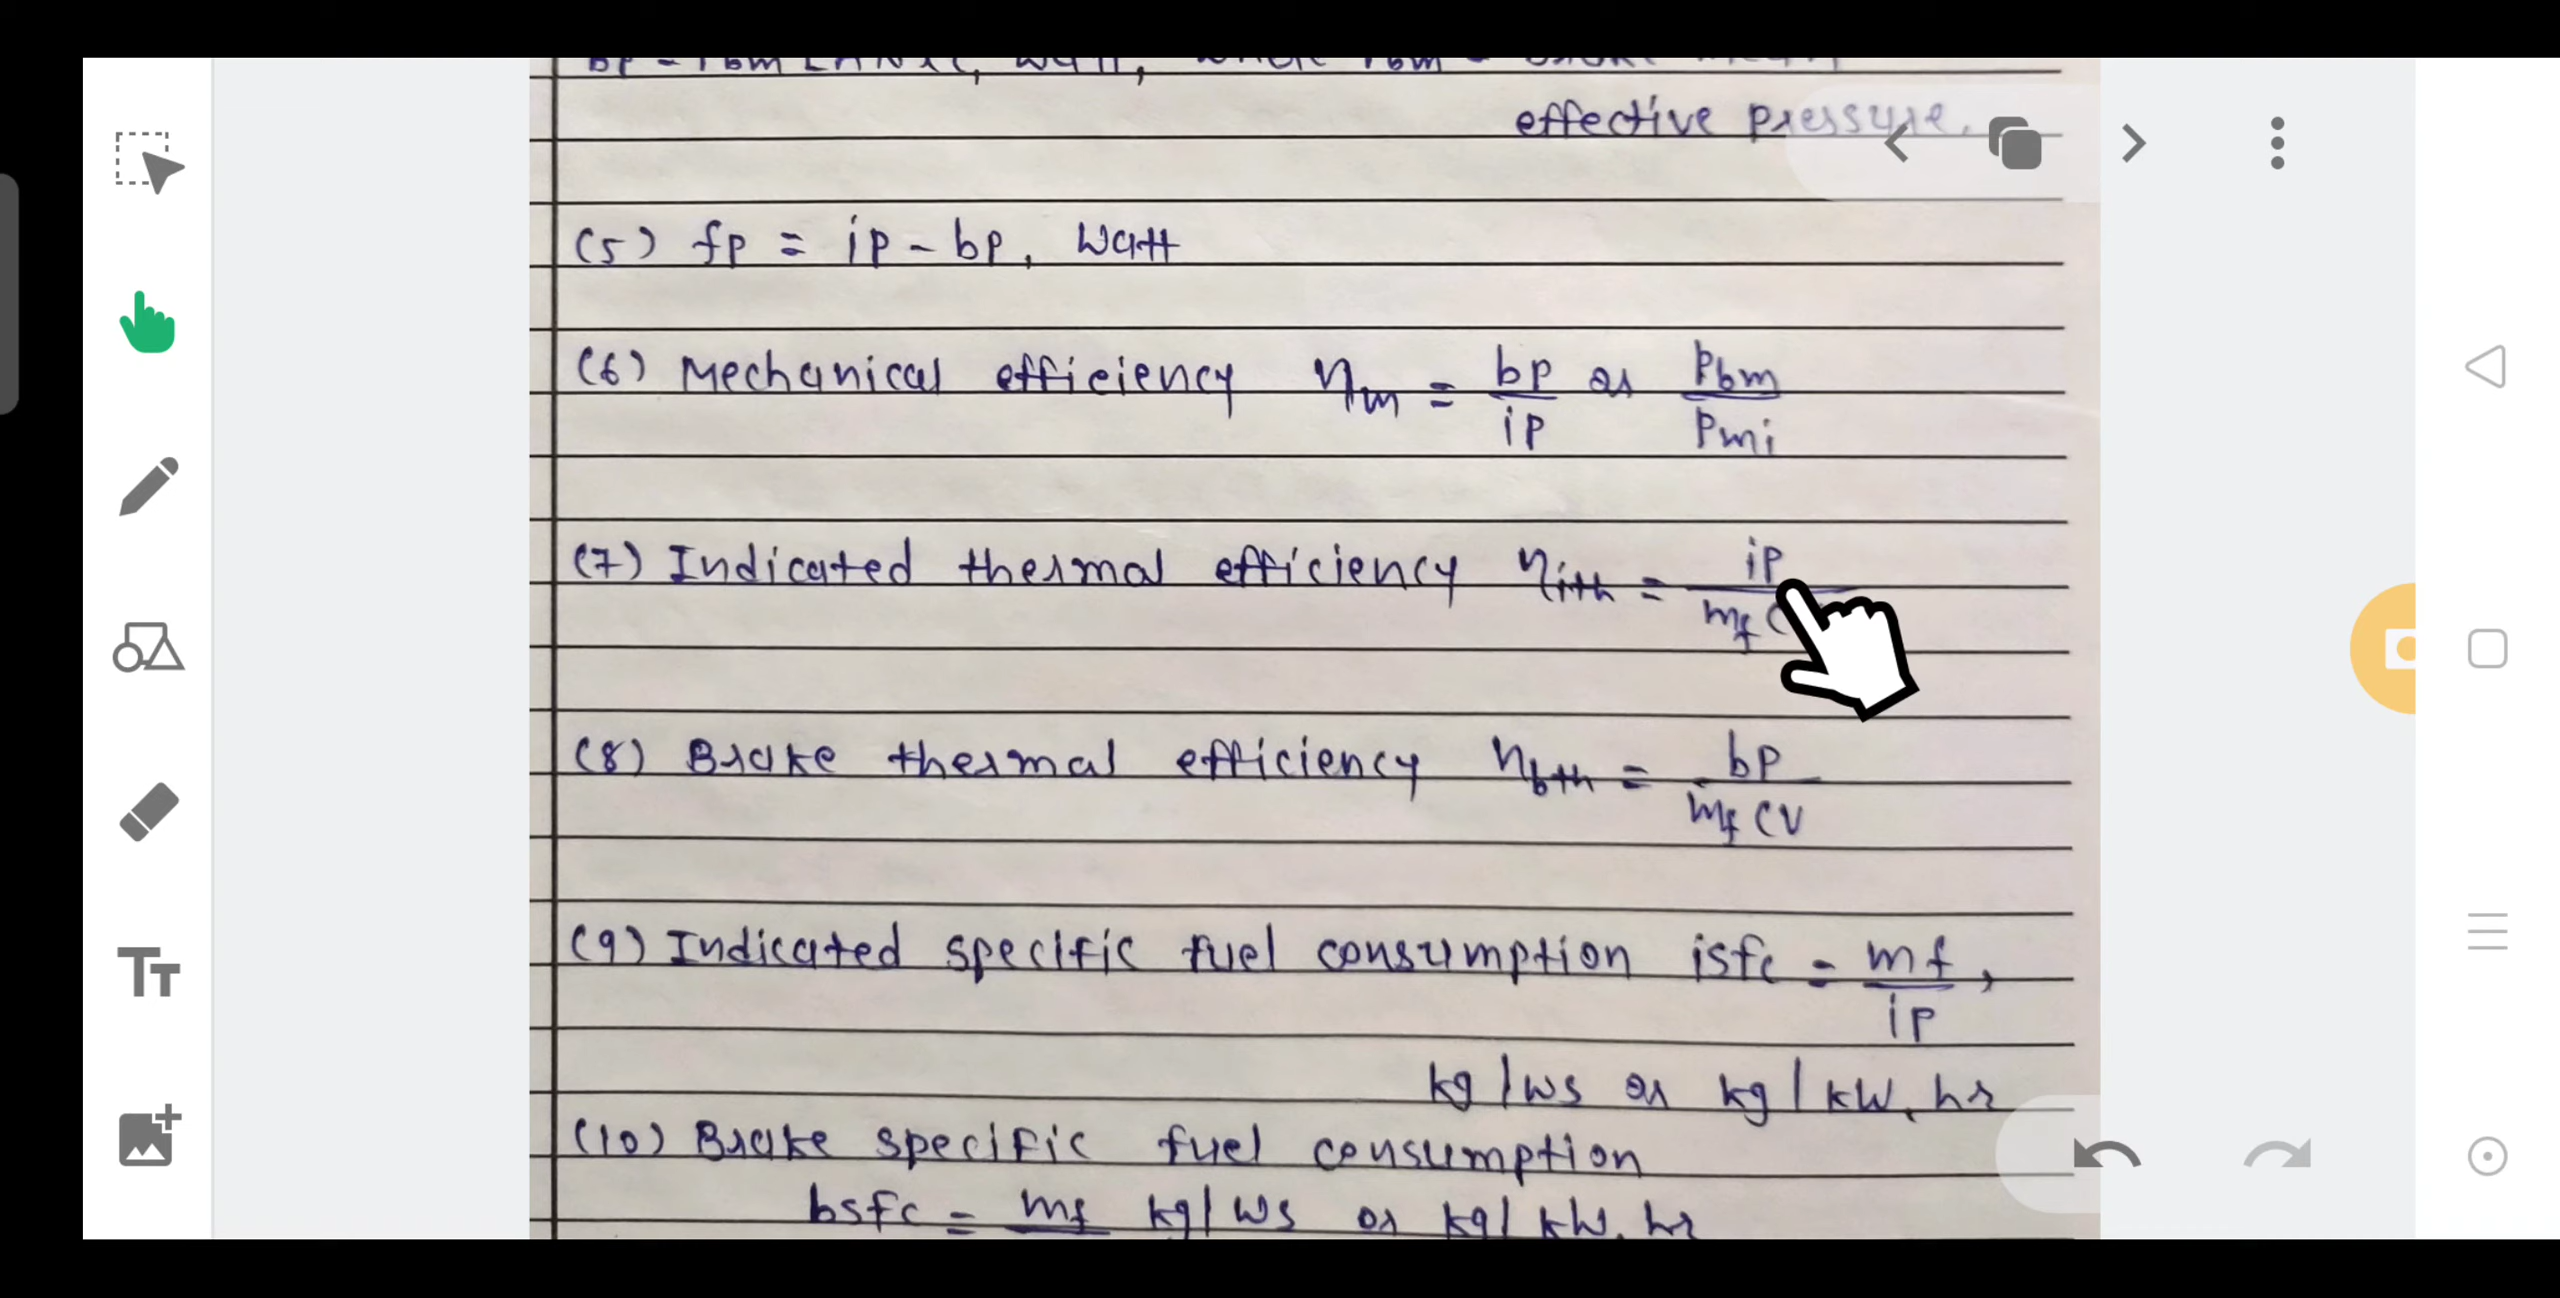 effective pressure.
(5) fp = ip - bp, Watt
(6) Mechanical efficiency ηm = bp/ip or Pbm/Pmi
(7) Indicated thermal efficiency ηith = ip/mf
(8) Brake thermal efficiency ηbth = bp/mf CV
(9) Indicated specific fuel consumption isfc = mf/ip,
kg/ws or kg/kW.hr
(10) Brake specific fuel consumption
bsfc = mf kg/ws or kg/kW.hr
TT